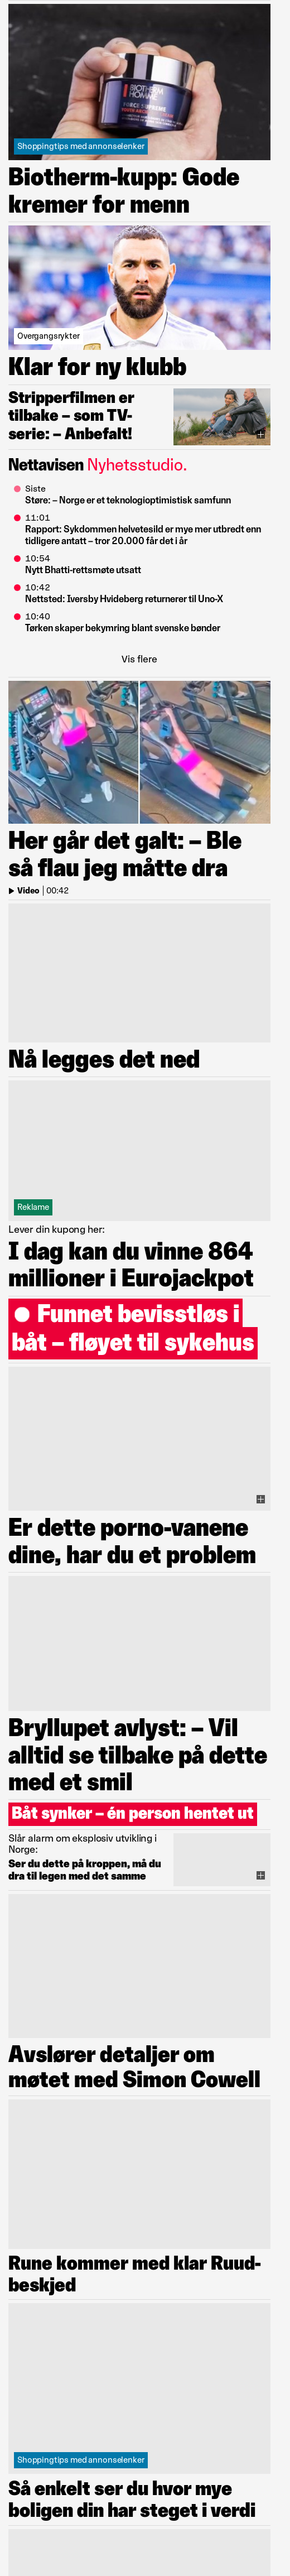 BIOTHERM
HOMME
FORCE SUPREME
Shoppingtips med annonselenker
Biotherm-kupp: Gode
kremer for menn
Overgangsrykter
Klar for ny klubb
Stripperfilmen er
tilbake – som TV-
serie: – Anbefalt!
Nettavisen Nyhetsstudio.
Siste
Støre: – Norge er et teknologioptimistisk samfunn
11:01
Rapport: Sykdommen helvetesild er mye mer utbredt enn
tidligere antatt – tror 20.000 får det i år
10:54
Nytt Bhatti-rettsmøte utsatt
10:42
Nettsted: Iversby Hvideberg returnerer til Uno-X
10:40
Tørken skaper bekymring blant svenske bønder
Vis flere
Her går det galt: – Ble
så flau jeg måtte dra
Video | 00:42
Nå legges det ned
Reklame
Lever din kupong her:
I dag kan du vinne 864
millioner i Eurojackpot
Funnet bevisstløs i
båt – fløyet til sykehus
Er dette porno-vanene
dine, har du et problem
Bryllupet avlyst: – Vil
alltid se tilbake på dette
med et smil
Båt synker – én person hentet ut
Slår alarm om eksplosiv utvikling i
Norge:
Ser du dette på kroppen, må du
dra til legen med det samme
Avslører detaljer om
møtet med Simon Cowell
Rune kommer med klar Ruud-
beskjed
Shoppingtips med annonselenker
Så enkelt ser du hvor mye
boligen din har steget i verdi